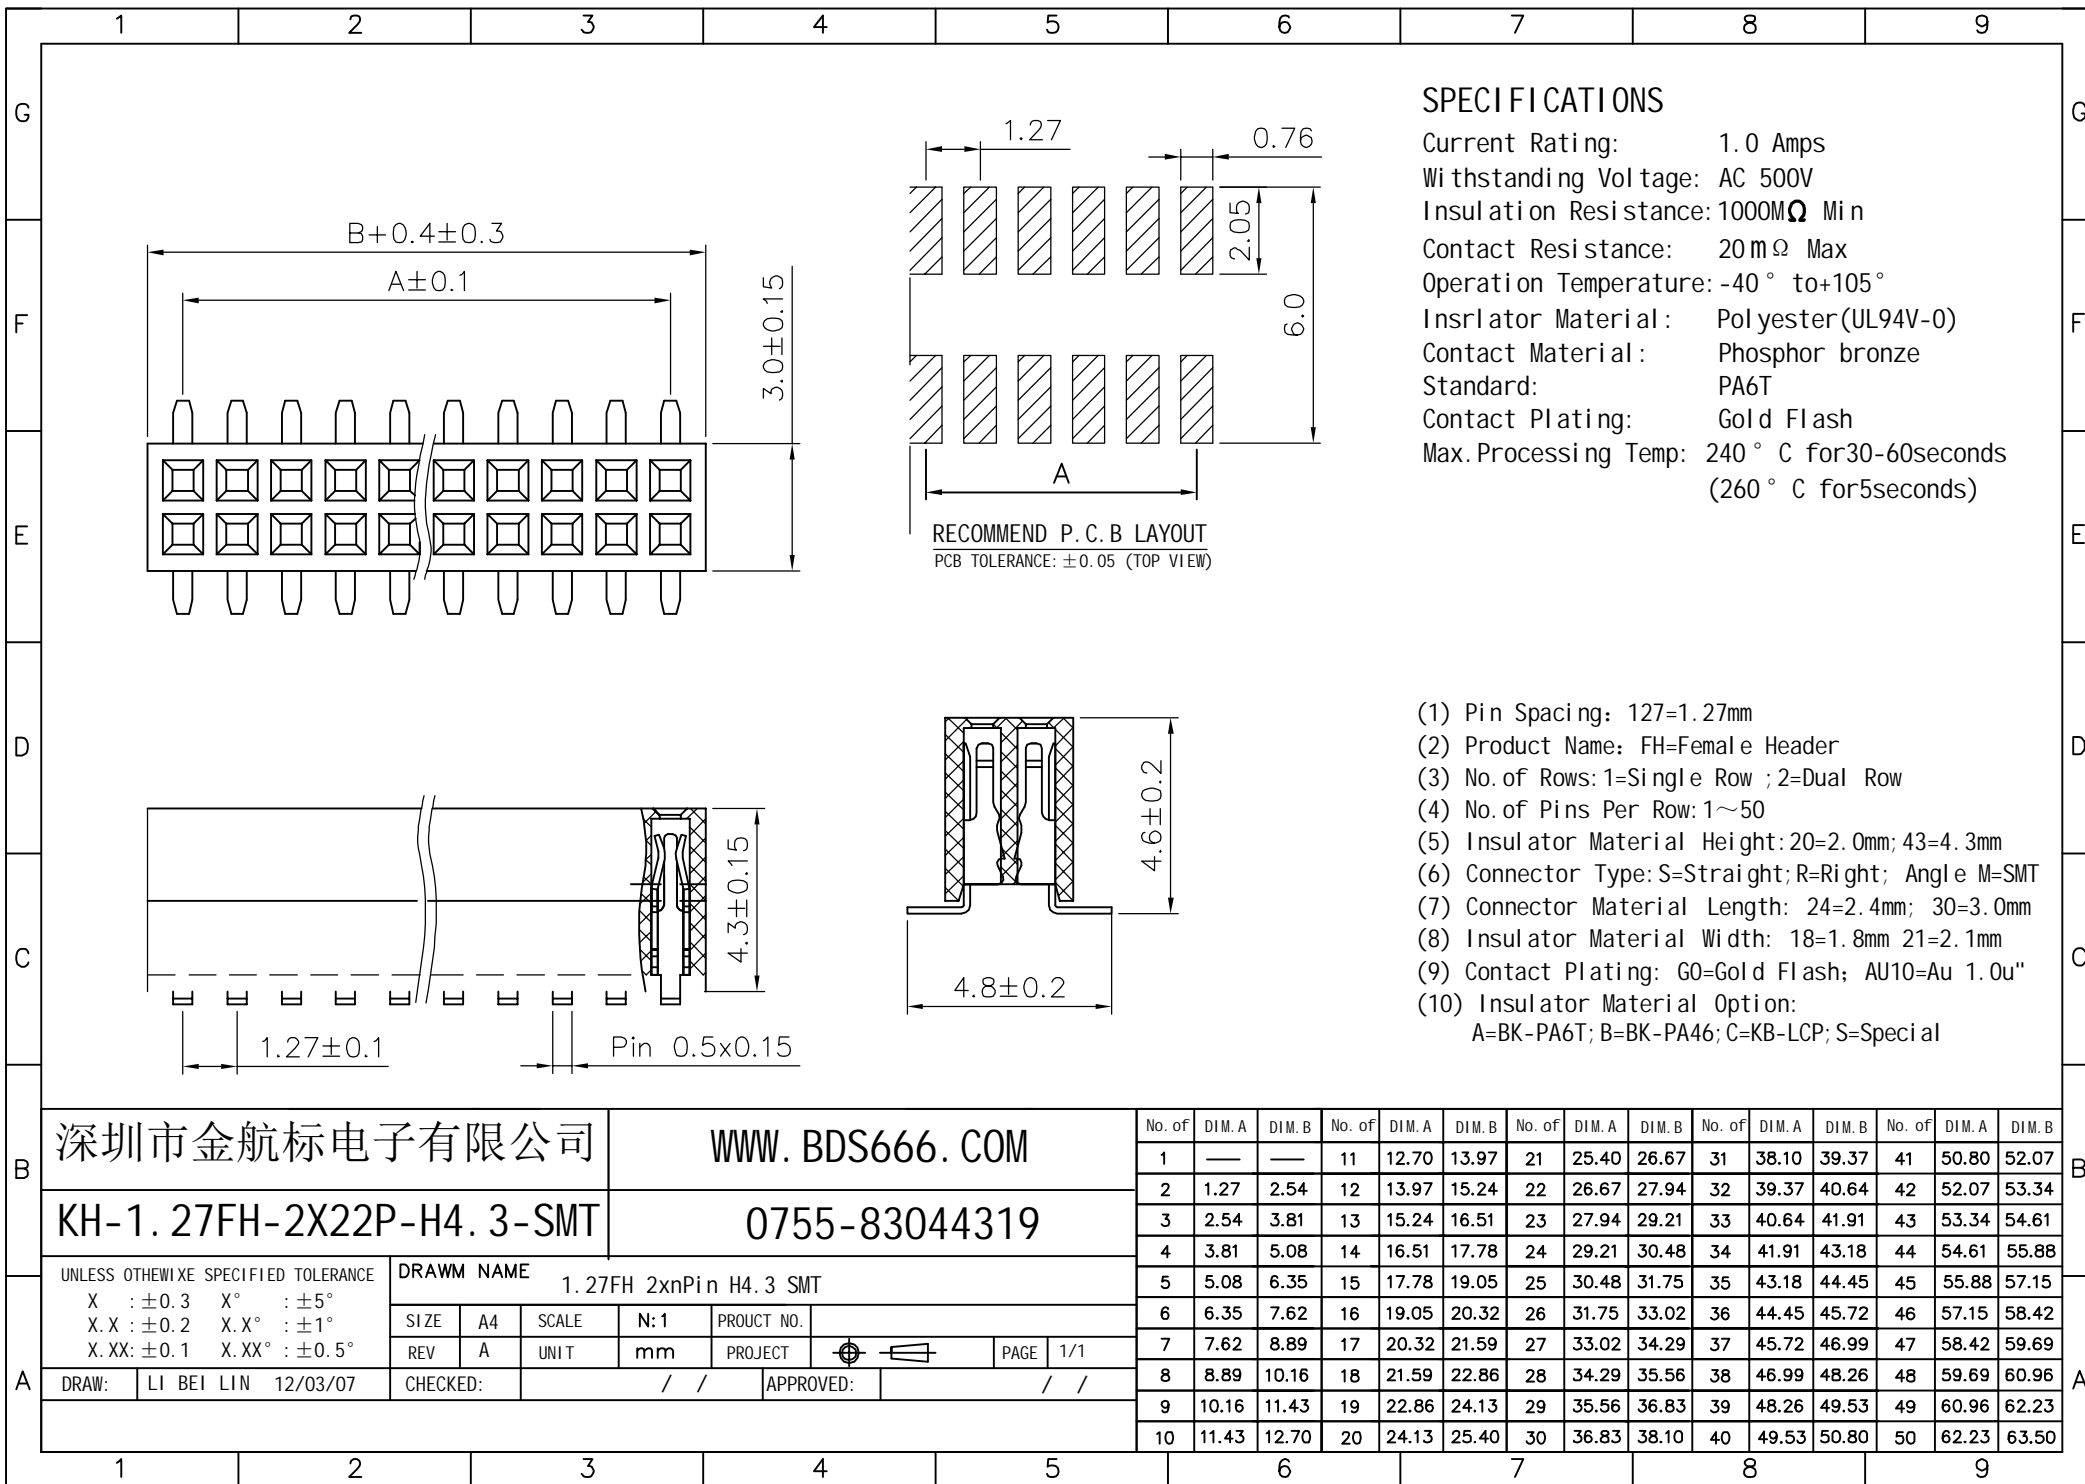 1 2 3 4 5 6 7 8 9
G G
F F
E E
D D
C C
B B
A A
B+0.4±0.3
A±0.1
3.0±0.15
1.27
0.76
2.05
6.0
A
RECOMMEND P.C.B LAYOUT
PCB TOLERANCE: ±0.05 (TOP VIEW)
SPECIFICATIONS
Current Rating: 1.0 Amps
Withstanding Voltage: AC 500V
Insulation Resistance: 1000MΩ Min
Contact Resistance: 20mΩ Max
Operation Temperature: -40° to+105°
Insrlator Material: Polyester(UL94V-0)
Contact Material: Phosphor bronze
Standard: PA6T
Contact Plating: Gold Flash
Max.Processing Temp: 240° C for30-60seconds
(260° C for5seconds)
4.3±0.15
1.27±0.1
Pin 0.5x0.15
4.6±0.2
4.8±0.2
(1) Pin Spacing: 127=1.27mm
(2) Product Name: FH=Female Header
(3) No.of Rows:1=Single Row ;2=Dual Row
(4) No.of Pins Per Row:1～50
(5) Insulator Material Height:20=2.0mm;43=4.3mm
(6) Connector Type:S=Straight;R=Right; Angle M=SMT
(7) Connector Material Length: 24=2.4mm; 30=3.0mm
(8) Insulator Material Width: 18=1.8mm 21=2.1mm
(9) Contact Plating: G0=Gold Flash; AU10=Au 1.0u"
(10) Insulator Material Option:
A=BK-PA6T;B=BK-PA46;C=KB-LCP;S=Special
深圳市金航标电子有限公司
WWW.BDS666.COM
KH-1.27FH-2X22P-H4.3-SMT
0755-83044319
UNLESS OTHEWIXE SPECIFIED TOLERANCE
X :±0.3 X° :±5°
X.X :±0.2 X.X° :±1°
X.XX:±0.1 X.XX° :±0.5°
DRAWM NAME 1.27FH 2xnPin H4.3 SMT
SIZE A4 SCALE N:1 PROUCT NO.
REV A UNIT mm PROJECT PAGE 1/1
DRAW: LI BEI LIN 12/03/07 CHECKED: / / APPROVED: / /
No.of DIM.A DIM.B No.of DIM.A DIM.B No.of DIM.A DIM.B No.of DIM.A DIM.B No.of DIM.A DIM.B
1 — — 11 12.70 13.97 21 25.40 26.67 31 38.10 39.37 41 50.80 52.07
2 1.27 2.54 12 13.97 15.24 22 26.67 27.94 32 39.37 40.64 42 52.07 53.34
3 2.54 3.81 13 15.24 16.51 23 27.94 29.21 33 40.64 41.91 43 53.34 54.61
4 3.81 5.08 14 16.51 17.78 24 29.21 30.48 34 41.91 43.18 44 54.61 55.88
5 5.08 6.35 15 17.78 19.05 25 30.48 31.75 35 43.18 44.45 45 55.88 57.15
6 6.35 7.62 16 19.05 20.32 26 31.75 33.02 36 44.45 45.72 46 57.15 58.42
7 7.62 8.89 17 20.32 21.59 27 33.02 34.29 37 45.72 46.99 47 58.42 59.69
8 8.89 10.16 18 21.59 22.86 28 34.29 35.56 38 46.99 48.26 48 59.69 60.96
9 10.16 11.43 19 22.86 24.13 29 35.56 36.83 39 48.26 49.53 49 60.96 62.23
10 11.43 12.70 20 24.13 25.40 30 36.83 38.10 40 49.53 50.80 50 62.23 63.50
1 2 3 4 5 6 7 8 9